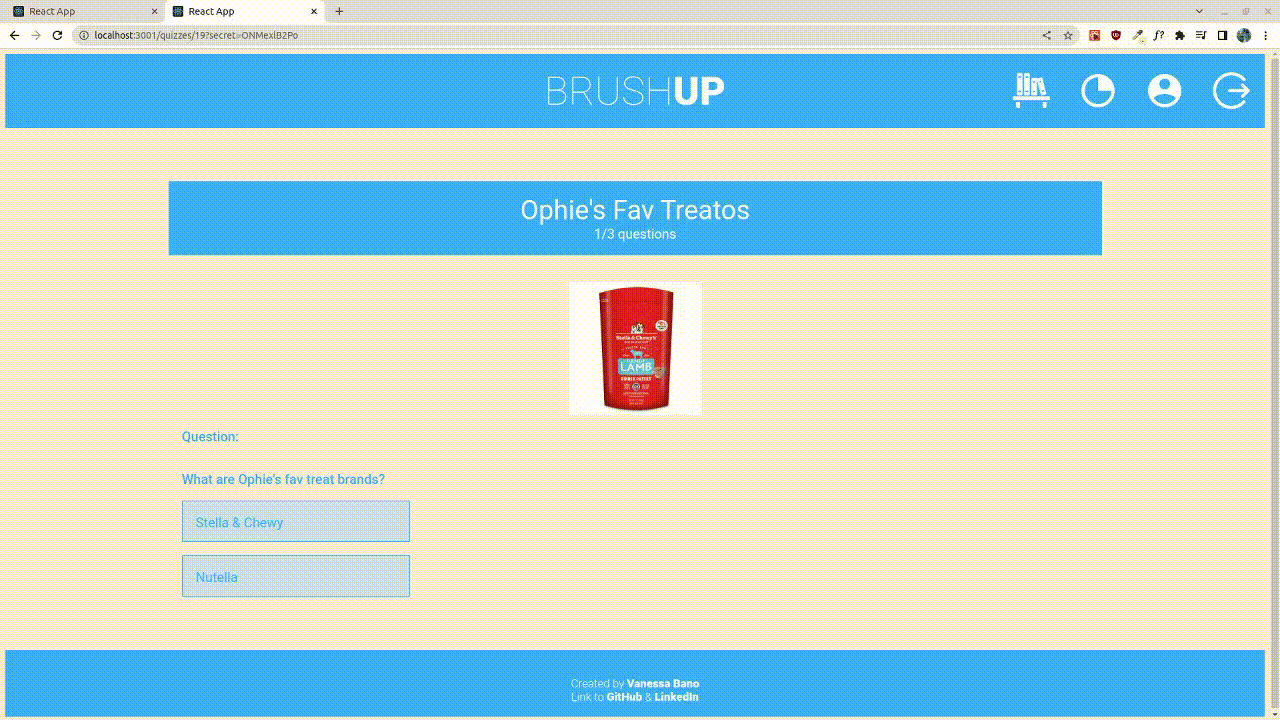 React App
React App
localhost:3001/quizzes/19?secret=ONMexlB2Po
BRUSHUP
Ophie's Fav Treatos
1/3 questions
Stella & Chewy's
LAMB
Question:
What are Ophie's fav treat brands?
Stella & Chewy
Nutella
Created by Vanessa Bano
Link to GitHub & LinkedIn